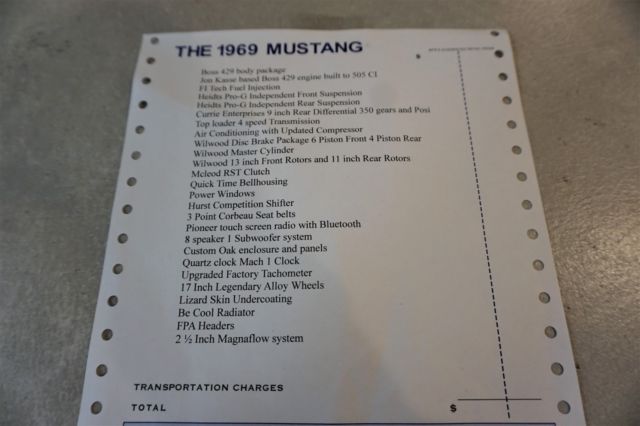 THE 1969 MUSTANG
Boss 429 body package
Jon Kasse based Boss 429 engine built to 505 CI
FI Tech Fuel Injection
Heidts Pro-G Independent Front Suspension
Heidts Pro-G Independent Rear Suspension
Currie Enterprises 9 inch Rear Differential 350 gears and Posi
Top loader 4 speed Transmission
Air Conditioning with Updated Compressor
Wilwood Disc Brake Package 6 Piston Front 4 Piston Rear
Wilwood Master Cylinder
Wilwood 13 inch Front Rotors and 11 inch Rear Rotors
Mcleod RST Clutch
Quick Time Bellhousing
Power Windows
Hurst Competition Shifter
3 Point Corbeau Seat belts
Pioneer touch screen radio with Bluetooth
8 speaker 1 Subwoofer system
Custom Oak enclosure and panels
Quartz clock Mach 1 Clock
Upgraded Factory Tachometer
17 Inch Legendary Alloy Wheels
Lizard Skin Undercoating
Be Cool Radiator
FPA Headers
2 ½ Inch Magnaflow system
TRANSPORTATION CHARGES
TOTAL $